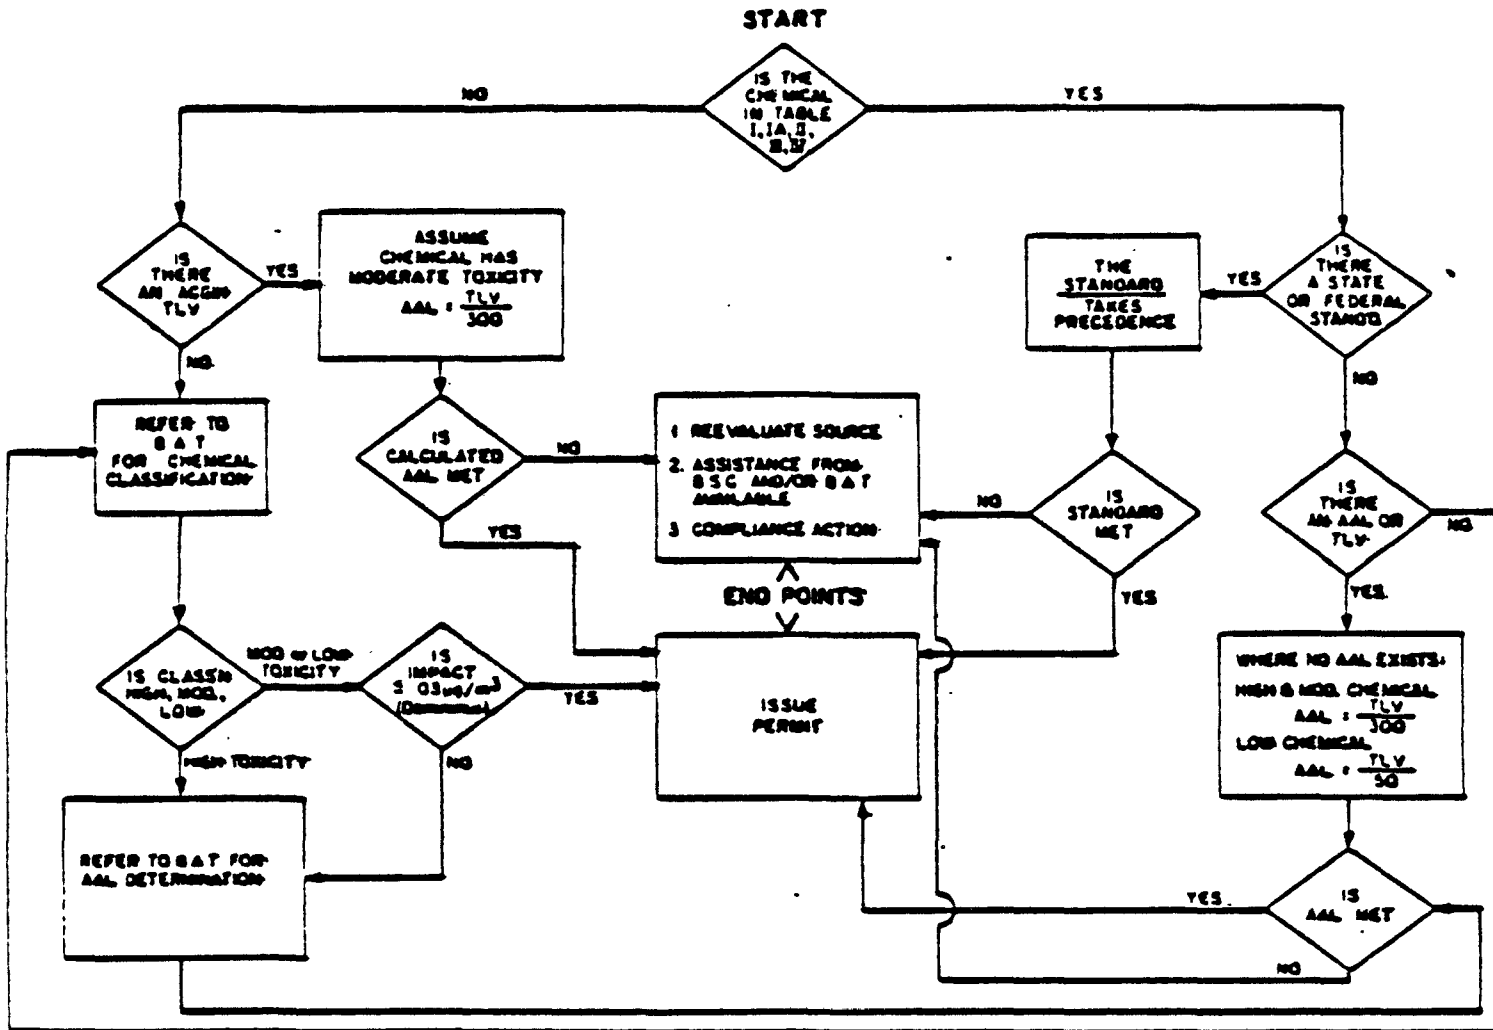 START
IS THE
CHEMICAL
IN TABLE
I, IA, II,
III, IV
NO
YES
IS
THERE
AN ACGIH
TLV
YES
NO
ASSUME
CHEMICAL HAS
MODERATE TOXICITY
AAL = TLV
300
THE
STANDARD
TAKES
PRECEDENCE
YES
IS
THERE
A STATE
OR FEDERAL
STAN'D.
NO
REFER TO
B A T
FOR CHEMICAL
CLASSIFICATION
IS
CALCULATED
AAL MET
NO
YES
1 REEVALUATE SOURCE
2. ASSISTANCE FROM
B S C AND/OR B A T
AVAILABLE
3 COMPLIANCE ACTION
NO
IS
STANDARD
MET
YES
IS
THERE
AN AAL OR
TLV
NO
YES.
END POINTS
IS CLASS'N
HIGH, MOD.,
LOW
MOD or LOW
TOXICITY
HIGH TOXICITY
IS
IMPACT
≤ 0.3 ug/m3
YES
NO
ISSUE
PERMIT
WHERE NO AAL EXISTS:
HIGH & MOD. CHEMICAL
AAL = TLV
300
LOW CHEMICAL
AAL = TLV
50
REFER TO B A T FOR
AAL DETERMINATION
YES
IS
AAL MET
NO